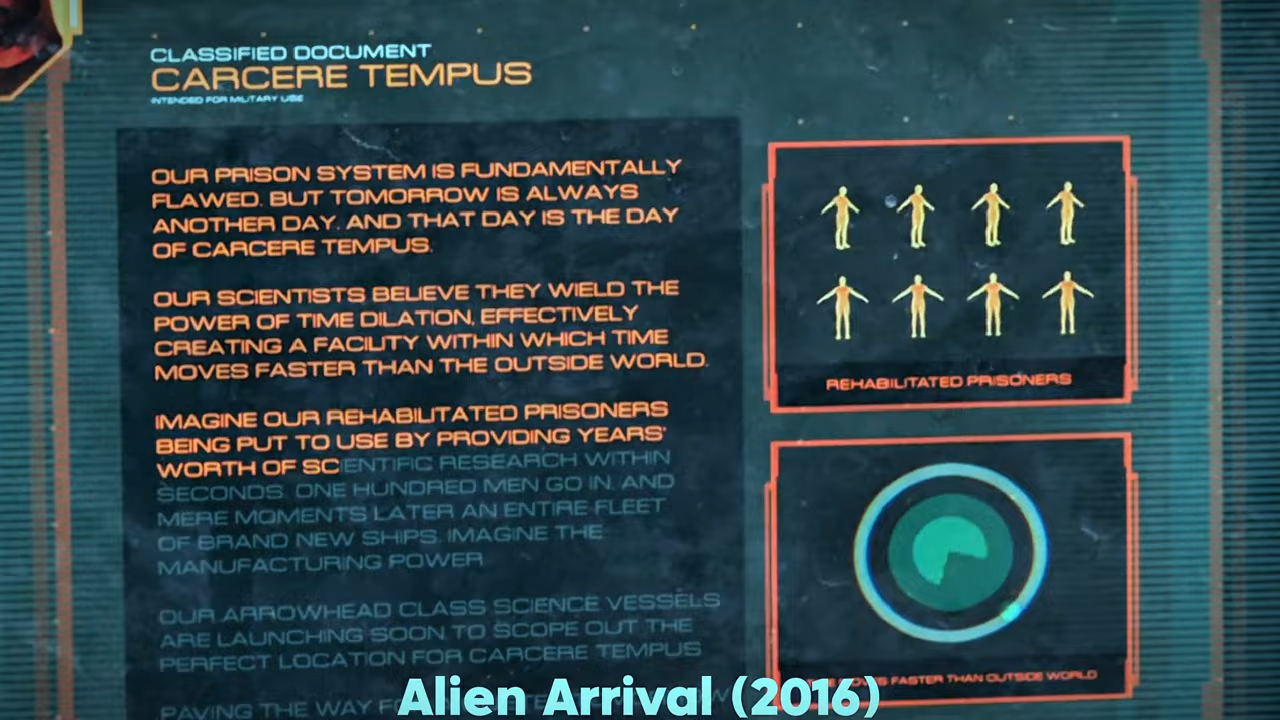 CLASSIFIED DOCUMENT
CARCERE TEMPUS
INTENDED FOR MILITARY USE
OUR PRISON SYSTEM IS FUNDAMENTALLY
FLAWED. BUT TOMORROW IS ALWAYS
ANOTHER DAY. AND THAT DAY IS THE DAY
OF CARCERE TEMPUS.
OUR SCIENTISTS BELIEVE THEY WIELD THE
POWER OF TIME DILATION, EFFECTIVELY
CREATING A FACILITY WITHIN WHICH TIME
MOVES FASTER THAN THE OUTSIDE WORLD.
IMAGINE OUR REHABILITATED PRISONERS
BEING PUT TO USE BY PROVIDING YEARS'
WORTH OF SCIENTIFIC RESEARCH WITHIN
SECONDS. ONE HUNDRED MEN GO IN. AND
MERE MOMENTS LATER AN ENTIRE FLEET
OF BRAND NEW SHIPS. IMAGINE THE
MANUFACTURING POWER
OUR ARROWHEAD CLASS SCIENCE VESSELS
ARE LAUNCHING SOON TO SCOPE OUT THE
PERFECT LOCATION FOR CARCERE TEMPUS
PAVING THE WAY
REHABILITATED PRISONERS
MOVES FASTER THAN OUTSIDE WORLD
Alien Arrival (2016)